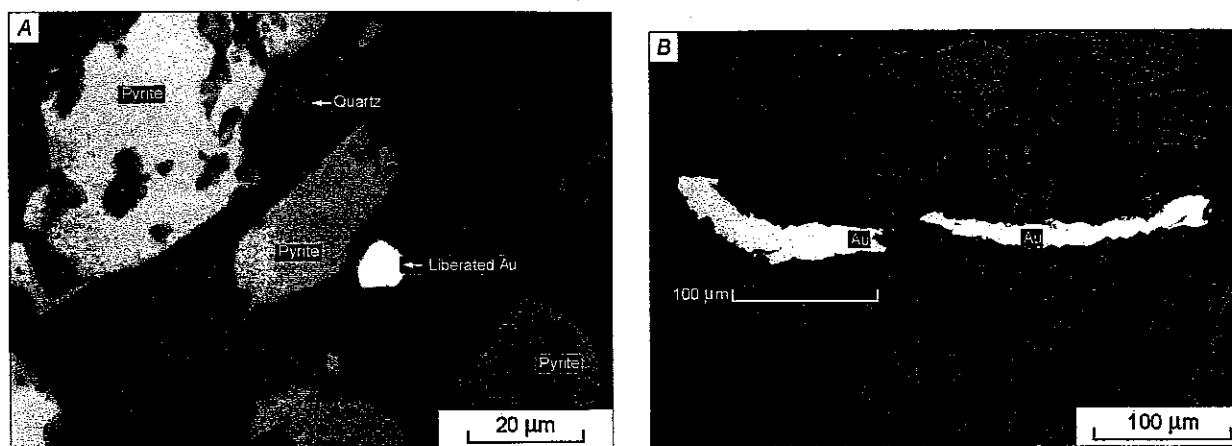 A
Pyrite
Quartz
Pyrite
Liberated Au
Pyrite
20 µm
B
Au
Au
100 µm
100 µm